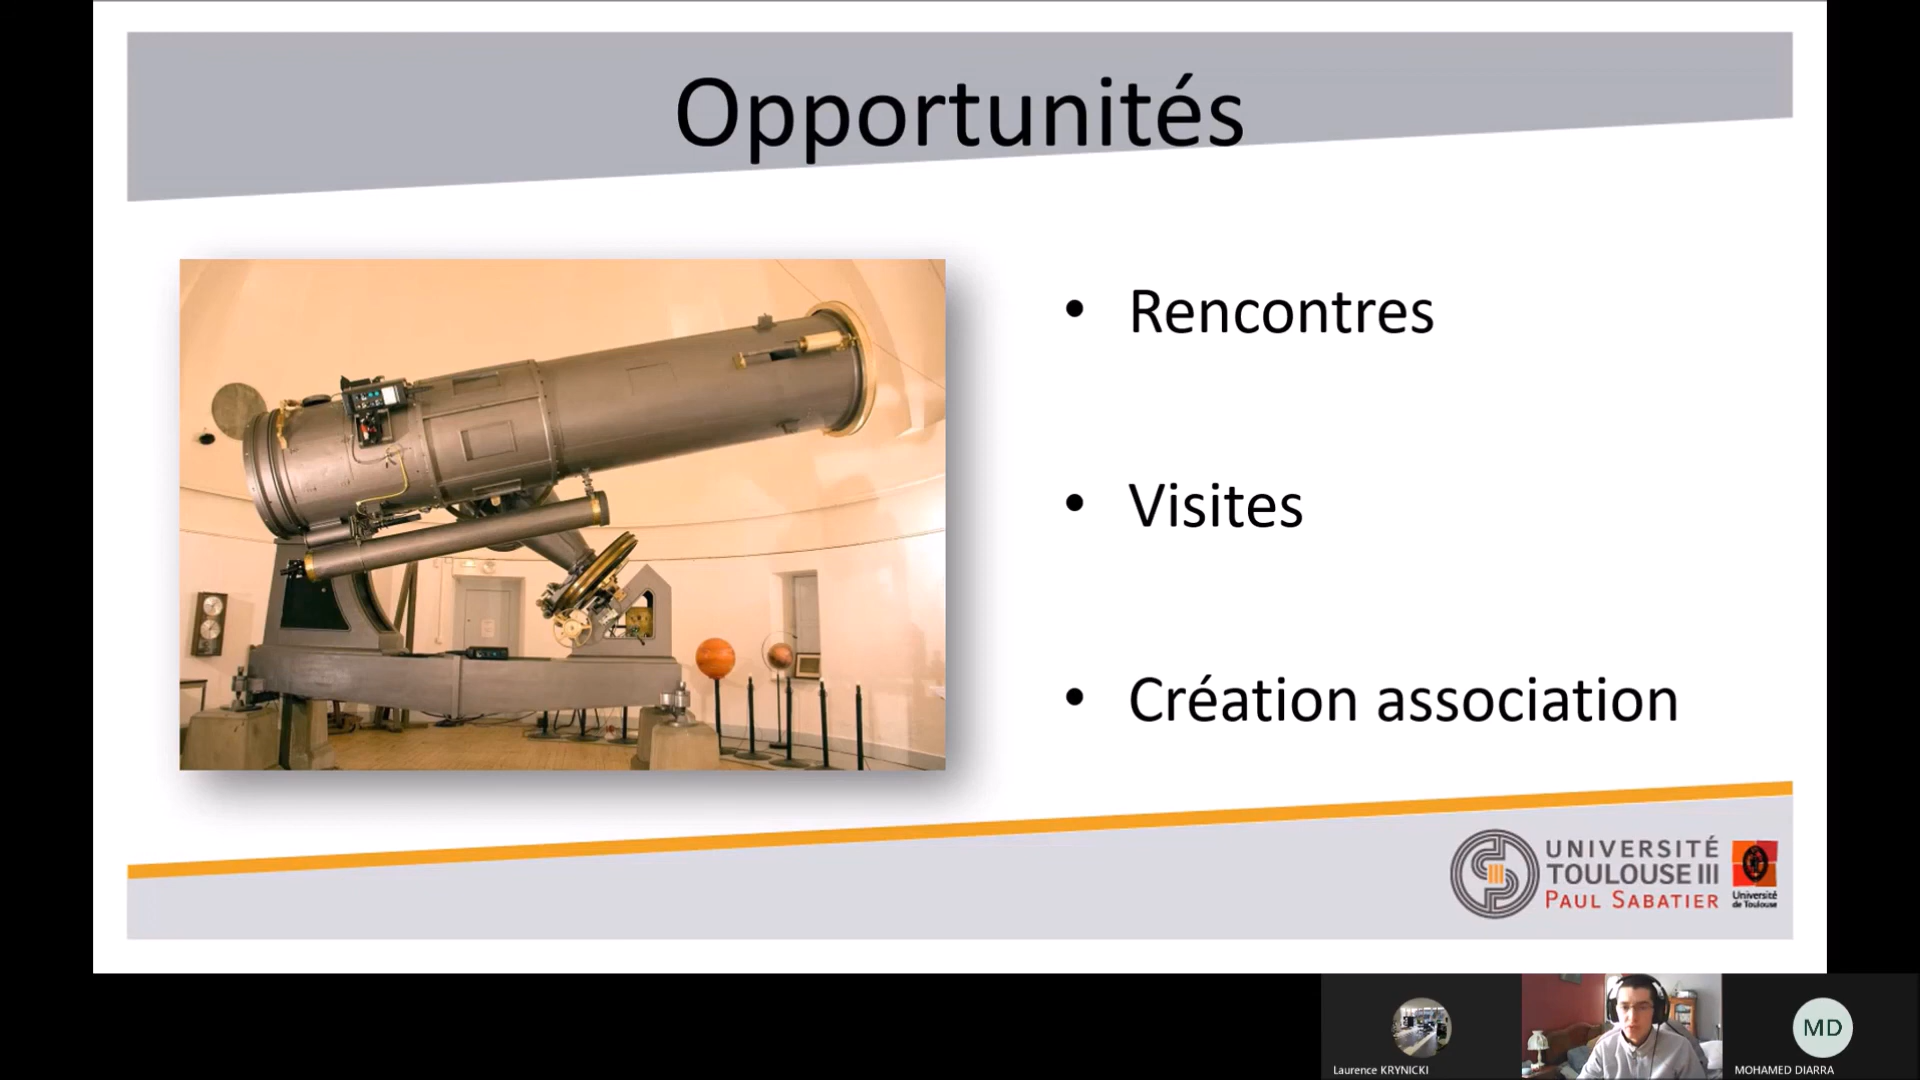 Opportunités
• Rencontres
• Visites
• Création association
UNIVERSITÉ
TOULOUSE III
PAUL SABATIER
Université
de Toulouse
MD
Laurence KRYNICKI
MOHAMED DIARRA